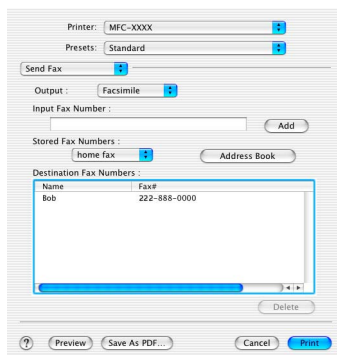 Printer: MFC-XXXX
Presets: Standard
Send Fax
Output : Facsimile
Input Fax Number :
Add
Stored Fax Numbers :
home fax Address Book
Destination Fax Numbers :
Name Fax#
Bob 222-888-0000
Delete
? Preview Save As PDF... Cancel Print